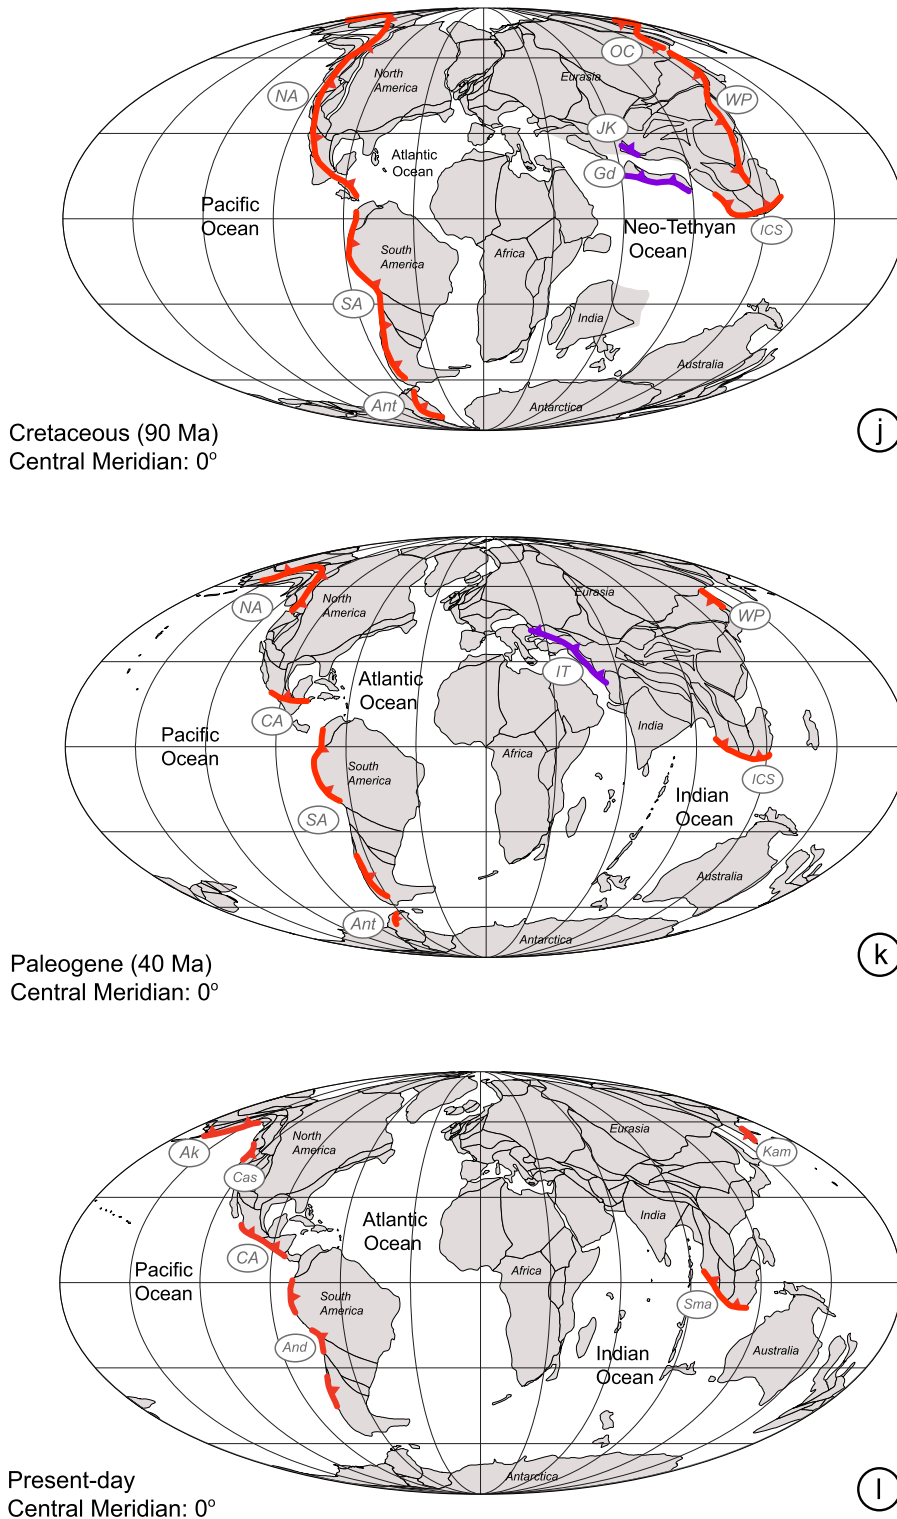 OC
North
America
Eurasia
NA
WP
JK
Atlantic
Ocean
Gd
Pacific
Ocean
Neo-Tethyan
Ocean
ICS
South
America
Africa
SA
India
Australia
Ant
Antarctica
j
Cretaceous (90 Ma)
Central Meridian: 0°
Eurasia
NA
North
America
WP
IT
Atlantic
Ocean
CA
India
Pacific
Ocean
Africa
South
America
ICS
Indian
Ocean
SA
Australia
Ant
Antarctica
k
Paleogene (40 Ma)
Central Meridian: 0°
North
America
Eurasia
Ak
Kam
Cas
Atlantic
Ocean
India
CA
Pacific
Ocean
Africa
South
America
Sma
And
Indian
Ocean
Australia
Antarctica
l
Present-day
Central Meridian: 0°